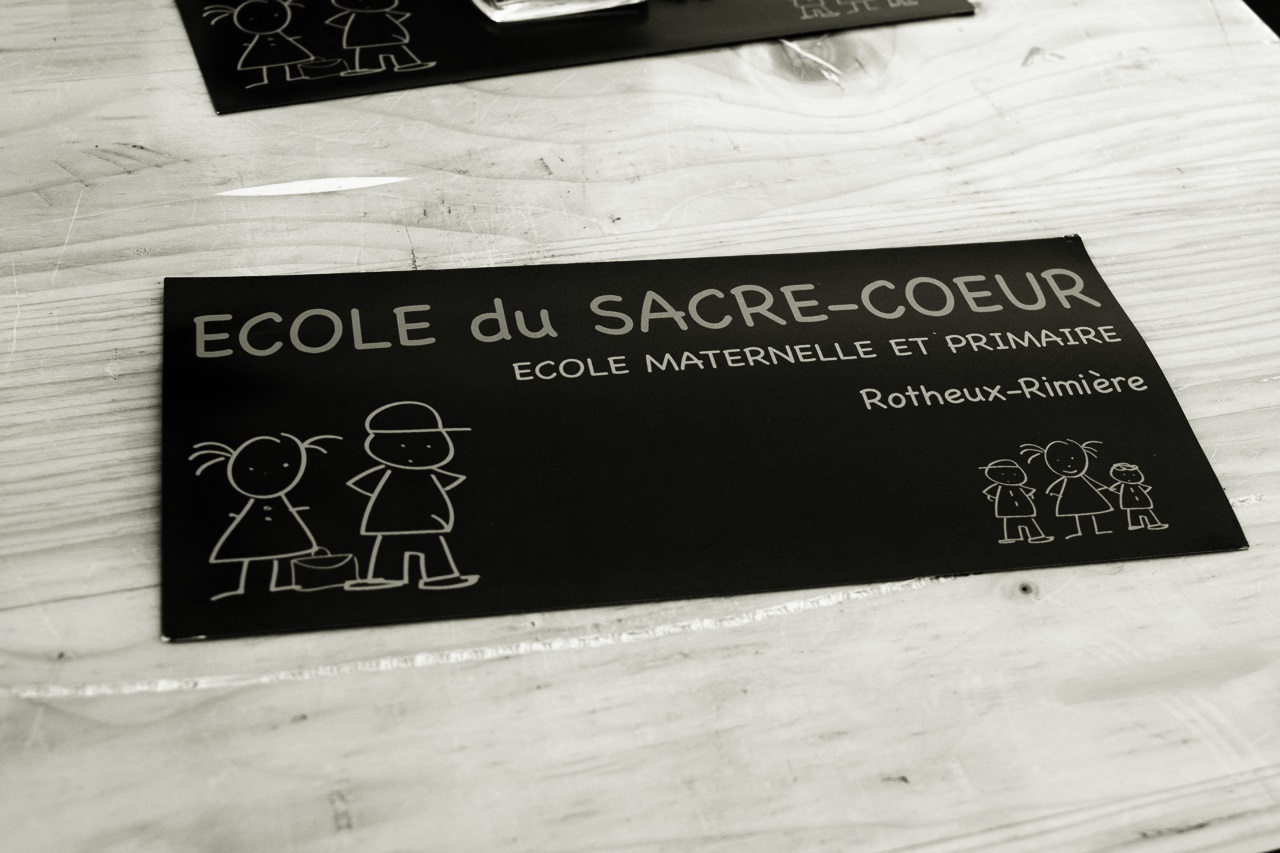 ECOLE du SACRE-COEUR
ECOLE MATERNELLE ET PRIMAIRE
Rotheux-Rimière